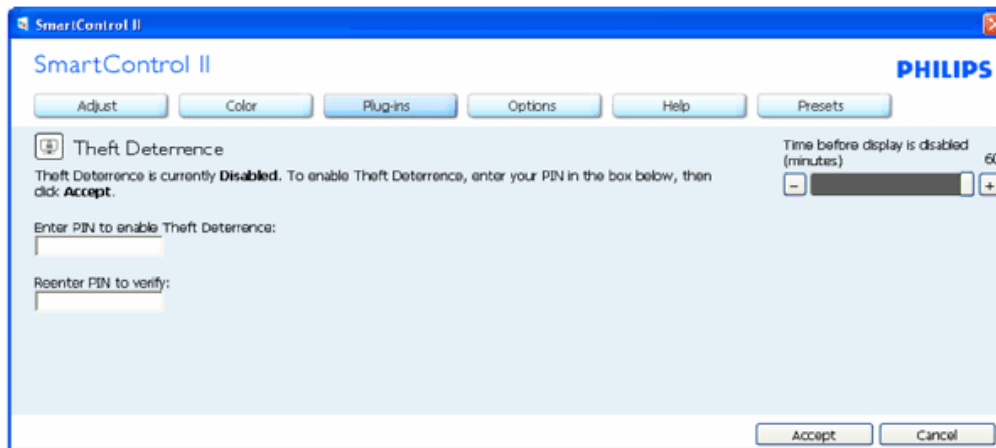 SmartControl II
SmartControl II
PHILIPS
Adjust
Color
Plug-ins
Options
Help
Presets
Theft Deterrence
Theft Deterrence is currently Disabled. To enable Theft Deterrence, enter your PIN in the box below, then
click Accept.
Enter PIN to enable Theft Deterrence:
Reenter PIN to verify:
Time before display is disabled
(minutes)
60
-
+
Accept
Cancel